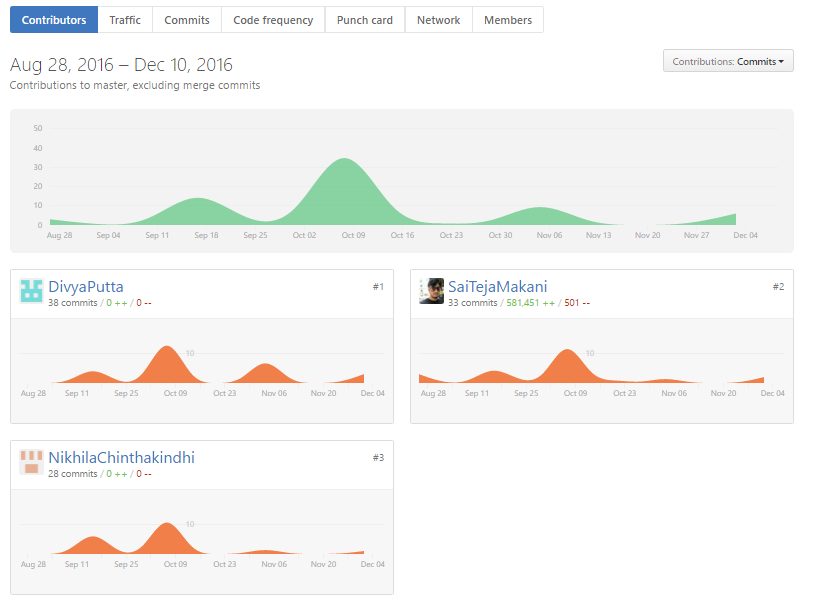 Contributors Traffic Commits Code frequency Punch card Network Members
Aug 28, 2016 – Dec 10, 2016
Contributions: Commits
Contributions to master, excluding merge commits
50
40
30
20
10
0
Aug 28 Sep 04 Sep 11 Sep 18 Sep 25 Oct 02 Oct 09 Oct 16 Oct 23 Oct 30 Nov 06 Nov 13 Nov 20 Nov 27 Dec 04
DivyaPutta #1
38 commits / 0 ++ / 0 --
10
Aug 28 Sep 11 Sep 25 Oct 09 Oct 23 Nov 06 Nov 20 Dec 04
SaiTejaMakani #2
33 commits / 581,451 ++ / 501 --
10
Aug 28 Sep 11 Sep 25 Oct 09 Oct 23 Nov 06 Nov 20 Dec 04
NikhilaChinthakindhi #3
28 commits / 0 ++ / 0 --
10
Aug 28 Sep 11 Sep 25 Oct 09 Oct 23 Nov 06 Nov 20 Dec 04